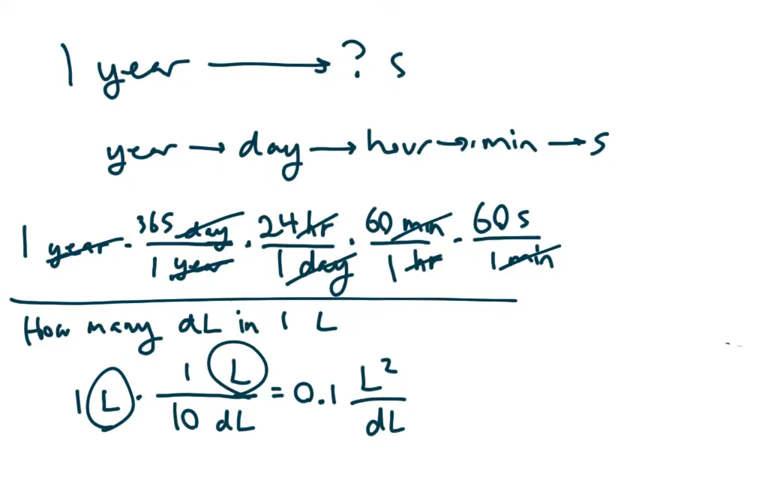 1 year ⟶ ? s
year → day → hour → min → s
1 year · 365 day / 1 year · 24 hr / 1 day · 60 min / 1 hr · 60 s / 1 min
How many dL in 1 L
1 L · 1 L / 10 dL = 0.1 L² / dL